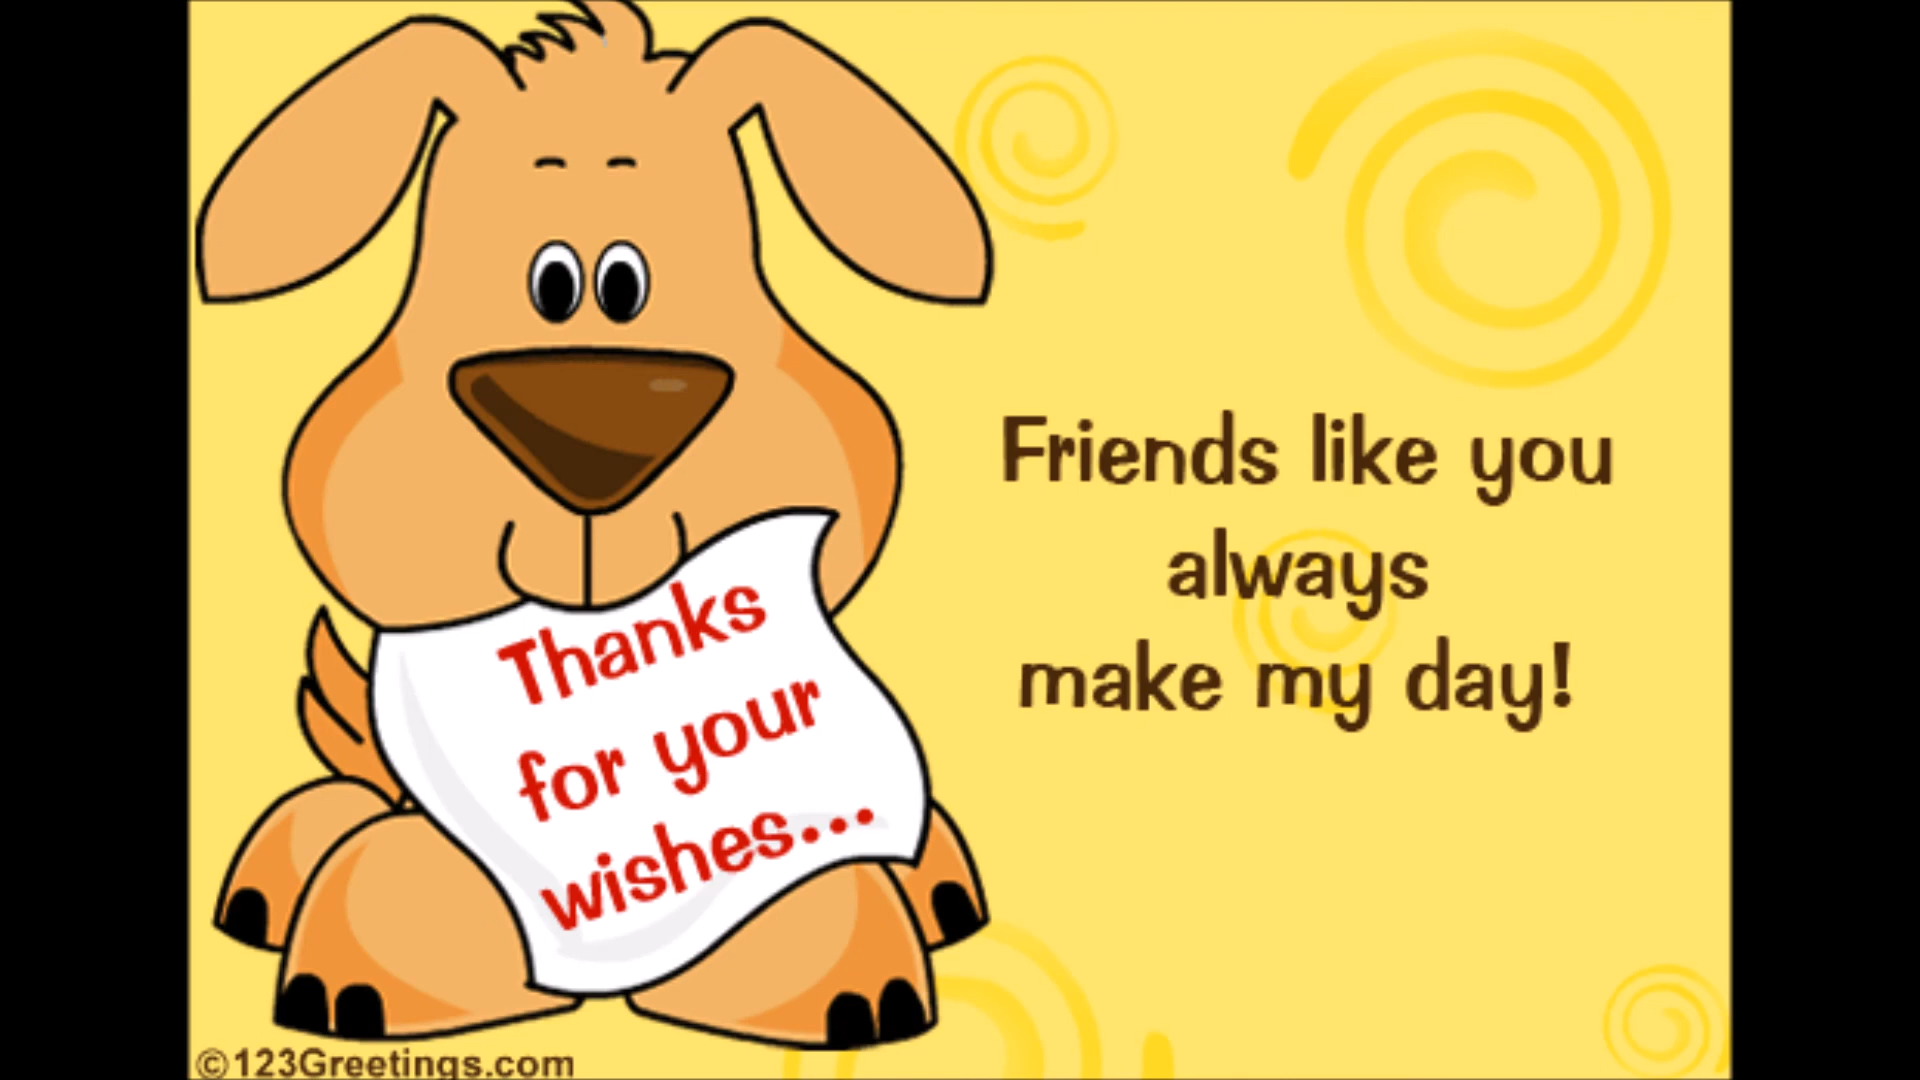 Thanks
for your
wishes...
Friends like you
always
make my day!
©123Greetings.com